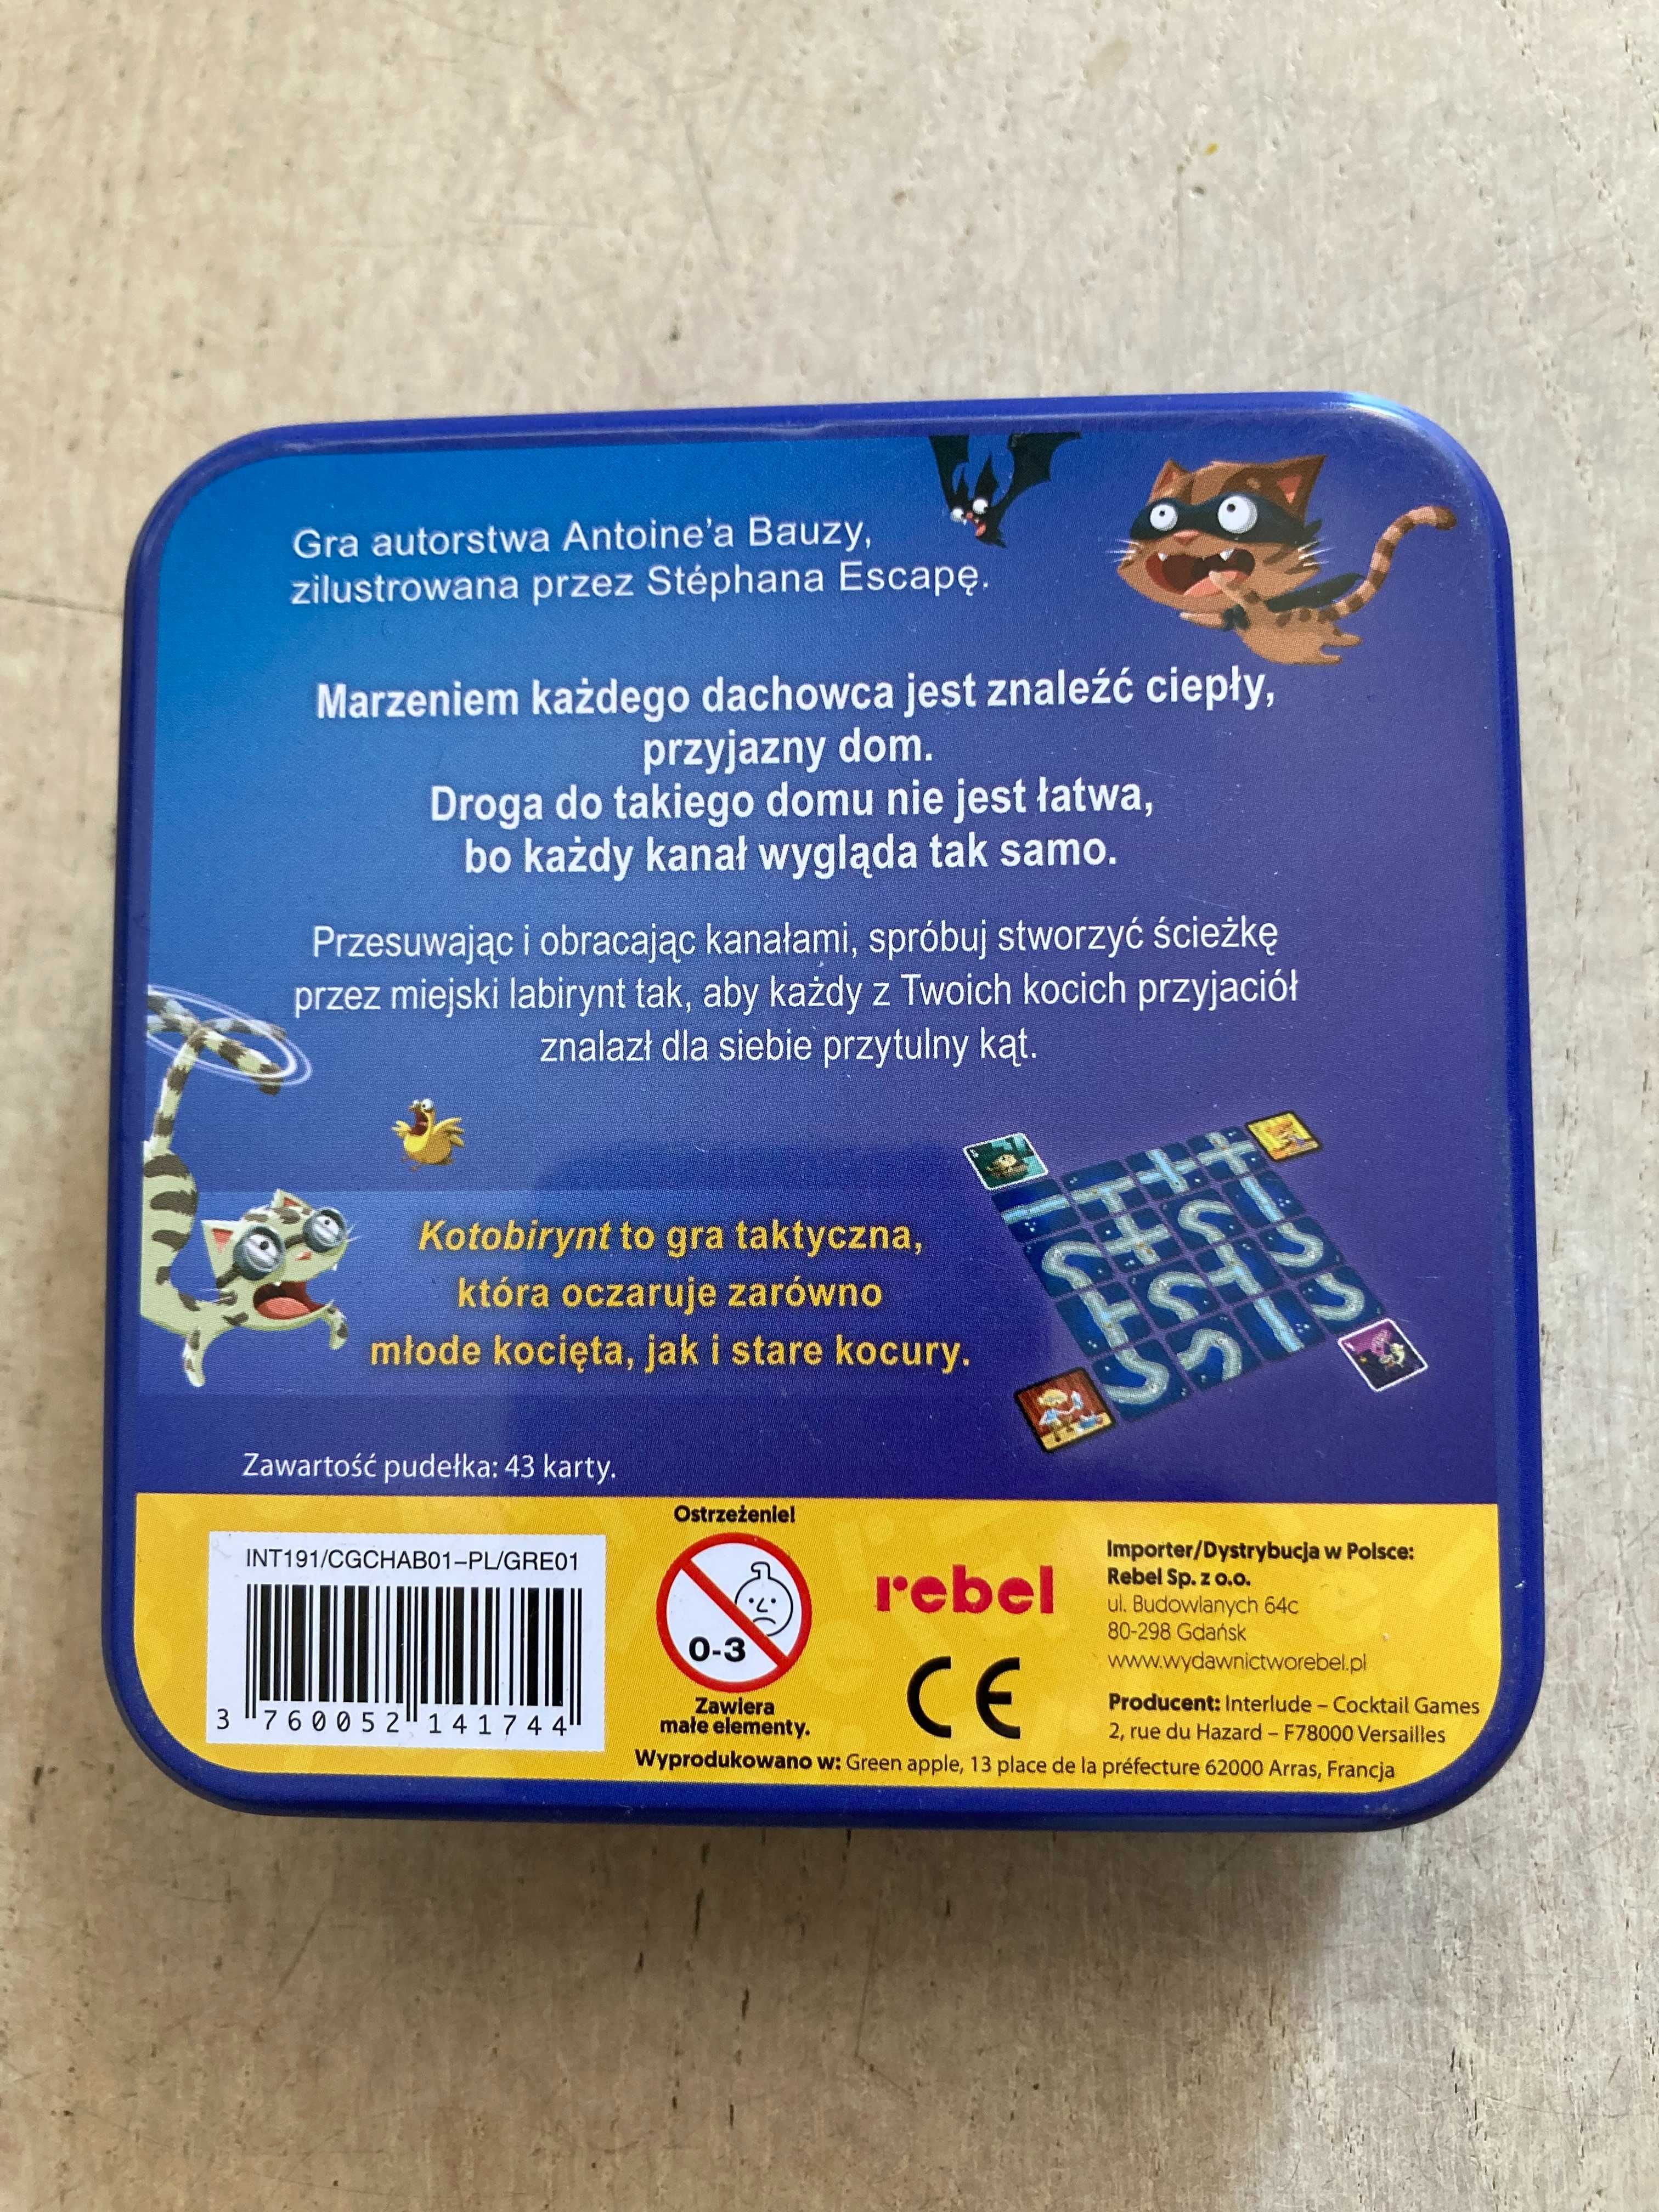 Gra autorstwa Antoine'a Bauzy,
zilustrowana przez Stéphana Escapę.
Marzeniem każdego dachowca jest znaleźć ciepły,
przyjazny dom.
Droga do takiego domu nie jest łatwa,
bo każdy kanał wygląda tak samo.
Przesuwając i obracając kanałami, spróbuj stworzyć ścieżkę
przez miejski labirynt tak, aby każdy z Twoich kocich przyjaciół
znalazł dla siebie przytulny kąt.
Kotobirynt to gra taktyczna,
która oczaruje zarówno
młode kocięta, jak i stare kocury.
Zawartość pudełka: 43 karty.
INT191/CGCHAB01-PL/GRE01
3 760052 141744
Ostrzeżenie!
0-3
Zawiera
małe elementy.
rebel
CE
Importer/Dystrybucja w Polsce:
Rebel Sp. z o.o.
ul. Budowlanych 64c
80-298 Gdańsk
www.wydawnictworebel.pl
Producent: Interlude – Cocktail Games
2, rue du Hazard – F78000 Versailles
Wyprodukowano w: Green apple, 13 place de la préfecture 62000 Arras, Francja